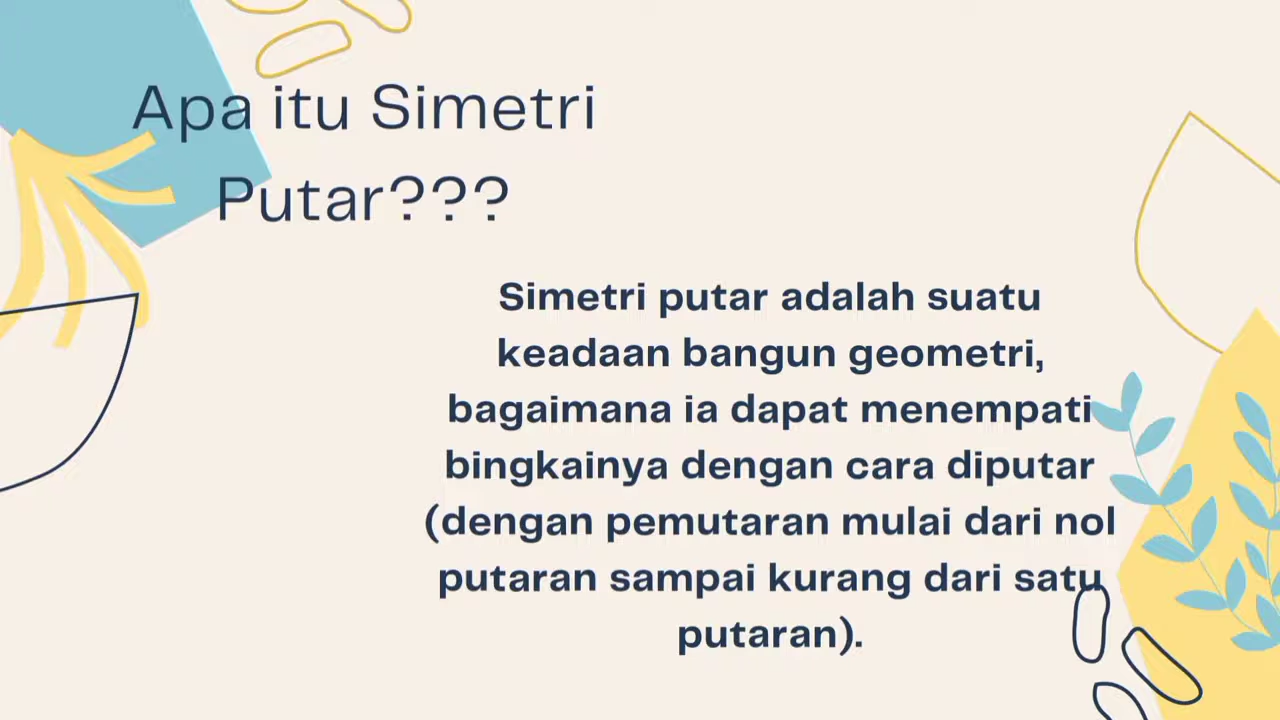 Apa itu Simetri
Putar???
Simetri putar adalah suatu
keadaan bangun geometri,
bagaimana ia dapat menempati
bingkainya dengan cara diputar
(dengan pemutaran mulai dari nol
putaran sampai kurang dari satu
putaran).